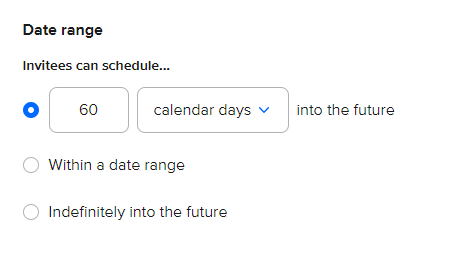 Date range
Invitees can schedule...
60 calendar days into the future
Within a date range
Indefinitely into the future